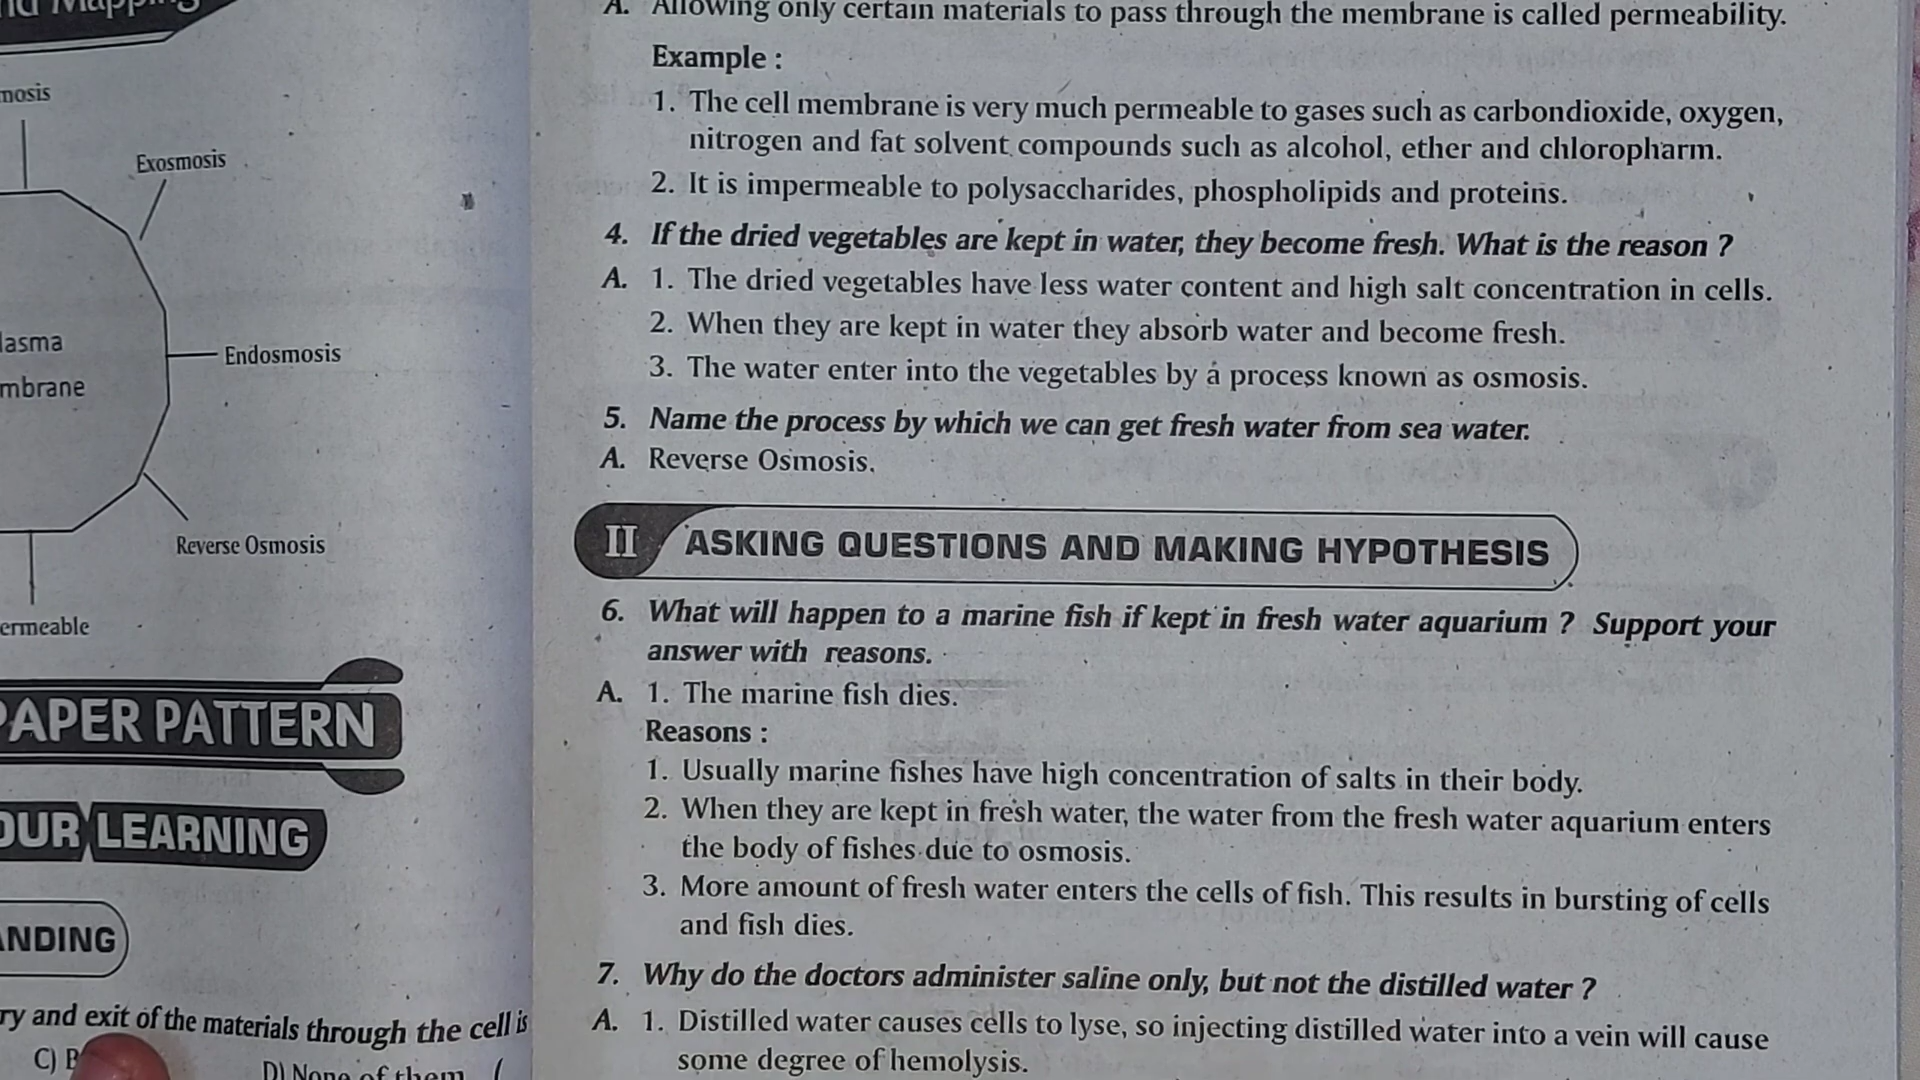 Exosmosis
Endosmosis
Reverse Osmosis
PAPER PATTERN
LEARNING
and exit of the materials through the cell is
C)
D) None of them (
A. Allowing only certain materials to pass through the membrane is called permeability.
Example :
1. The cell membrane is very much permeable to gases such as carbondioxide, oxygen,
nitrogen and fat solvent compounds such as alcohol, ether and chloropharm.
2. It is impermeable to polysaccharides, phospholipids and proteins.
4. If the dried vegetables are kept in water, they become fresh. What is the reason ?
A. 1. The dried vegetables have less water content and high salt concentration in cells.
2. When they are kept in water they absorb water and become fresh.
3. The water enter into the vegetables by a process known as osmosis.
5. Name the process by which we can get fresh water from sea water.
A. Reverse Osmosis.
II ASKING QUESTIONS AND MAKING HYPOTHESIS
6. What will happen to a marine fish if kept in fresh water aquarium ? Support your
answer with reasons.
A. 1. The marine fish dies.
Reasons :
1. Usually marine fishes have high concentration of salts in their body.
2. When they are kept in fresh water, the water from the fresh water aquarium enters
the body of fishes due to osmosis.
3. More amount of fresh water enters the cells of fish. This results in bursting of cells
and fish dies.
7. Why do the doctors administer saline only, but not the distilled water ?
A. 1. Distilled water causes cells to lyse, so injecting distilled water into a vein will cause
some degree of hemolysis.